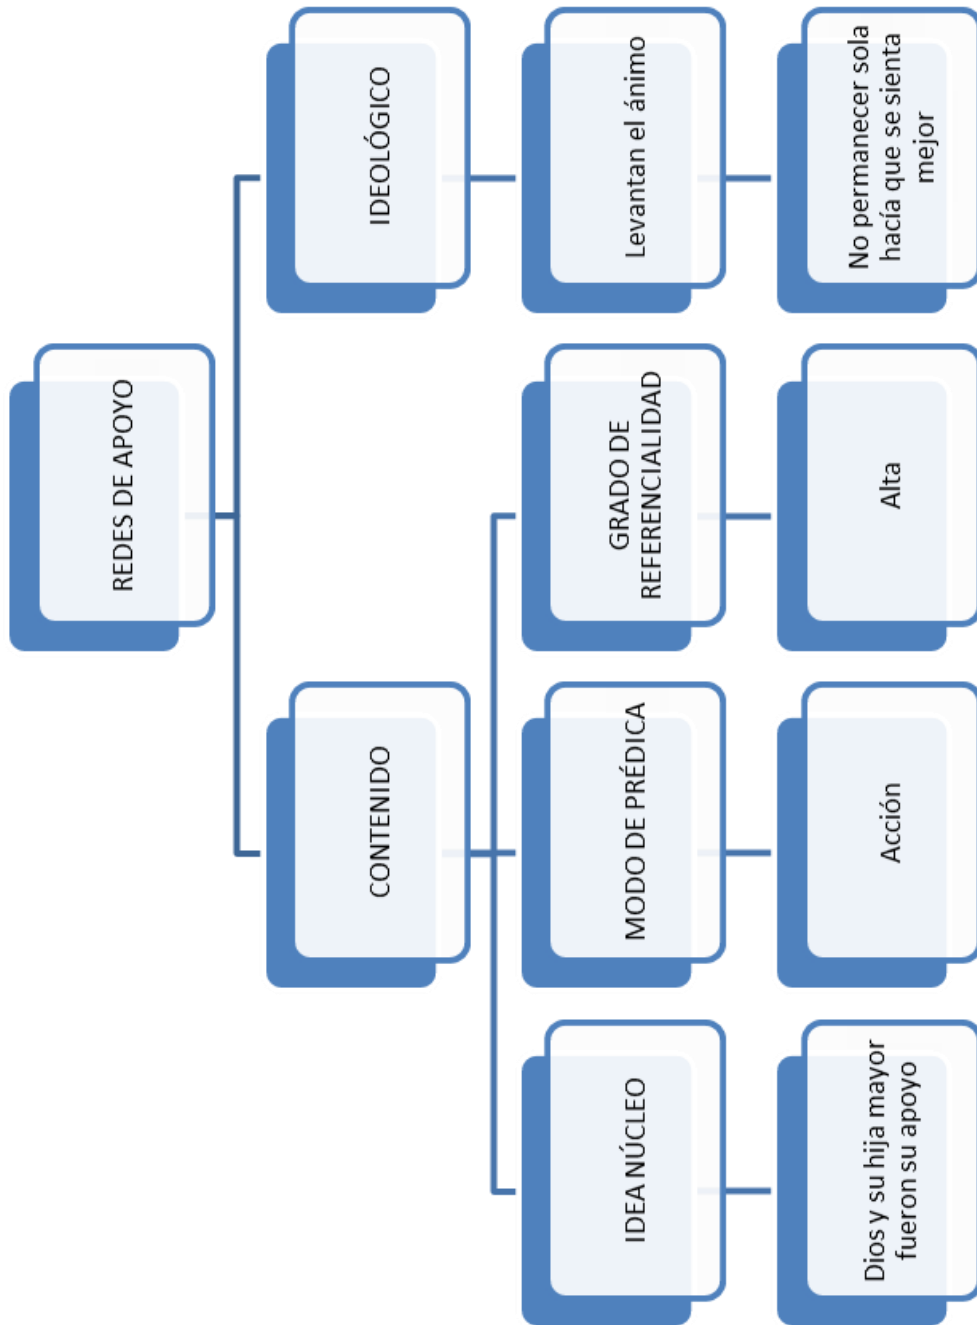 REDES DE APOYO
CONTENIDO
IDEOLÓGICO
IDEA NÚCLEO
MODO DE PRÉDICA
GRADO DE
REFERENCIALIDAD
Levantan el ánimo
Dios y su hija mayor
fueron su apoyo
Acción
Alta
No permanecer sola
hacía que se sienta
mejor